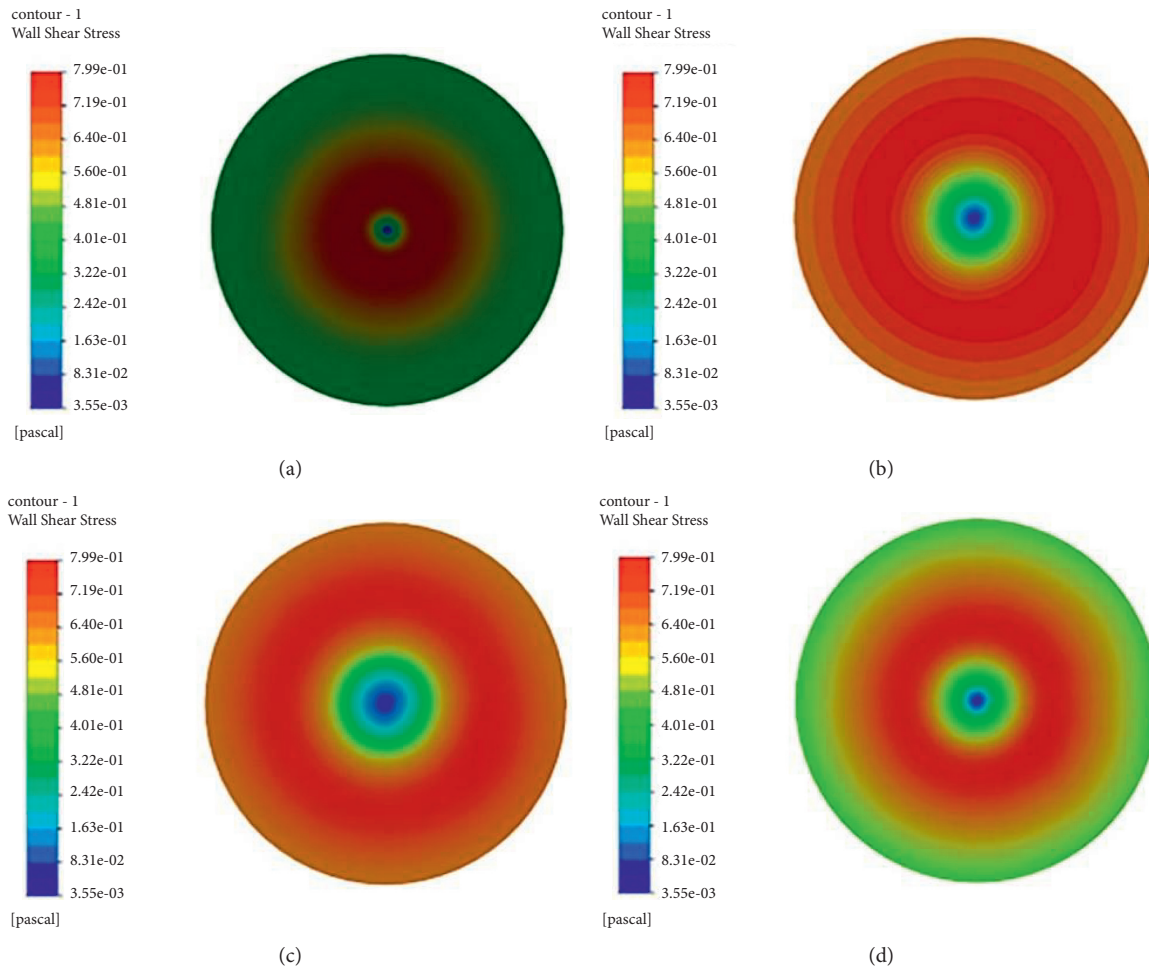 contour - 1
Wall Shear Stress
7.99e-01
7.19e-01
6.40e-01
5.60e-01
4.81e-01
4.01e-01
3.22e-01
2.42e-01
1.63e-01
8.31e-02
3.55e-03
[pascal]
(a)
contour - 1
Wall Shear Stress
7.99e-01
7.19e-01
6.40e-01
5.60e-01
4.81e-01
4.01e-01
3.22e-01
2.42e-01
1.63e-01
8.31e-02
3.55e-03
[pascal]
(b)
contour - 1
Wall Shear Stress
7.99e-01
7.19e-01
6.40e-01
5.60e-01
4.81e-01
4.01e-01
3.22e-01
2.42e-01
1.63e-01
8.31e-02
3.55e-03
[pascal]
(c)
contour - 1
Wall Shear Stress
7.99e-01
7.19e-01
6.40e-01
5.60e-01
4.81e-01
4.01e-01
3.22e-01
2.42e-01
1.63e-01
8.31e-02
3.55e-03
[pascal]
(d)